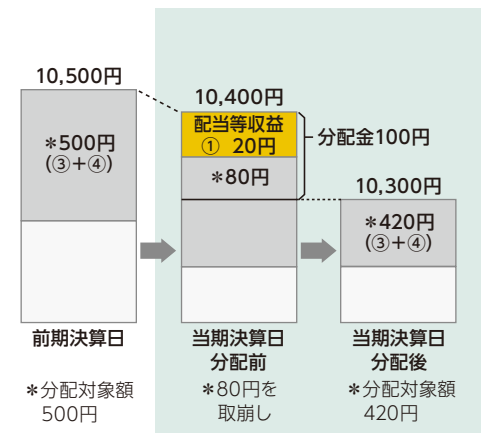 10,500円
*500円
(③+④)
前期決算日
*分配対象額
500円
10,400円
配当等収益
① 20円
*80円
分配金100円
当期決算日
分配前
*80円を
取崩し
10,300円
*420円
(③+④)
当期決算日
分配後
*分配対象額
420円